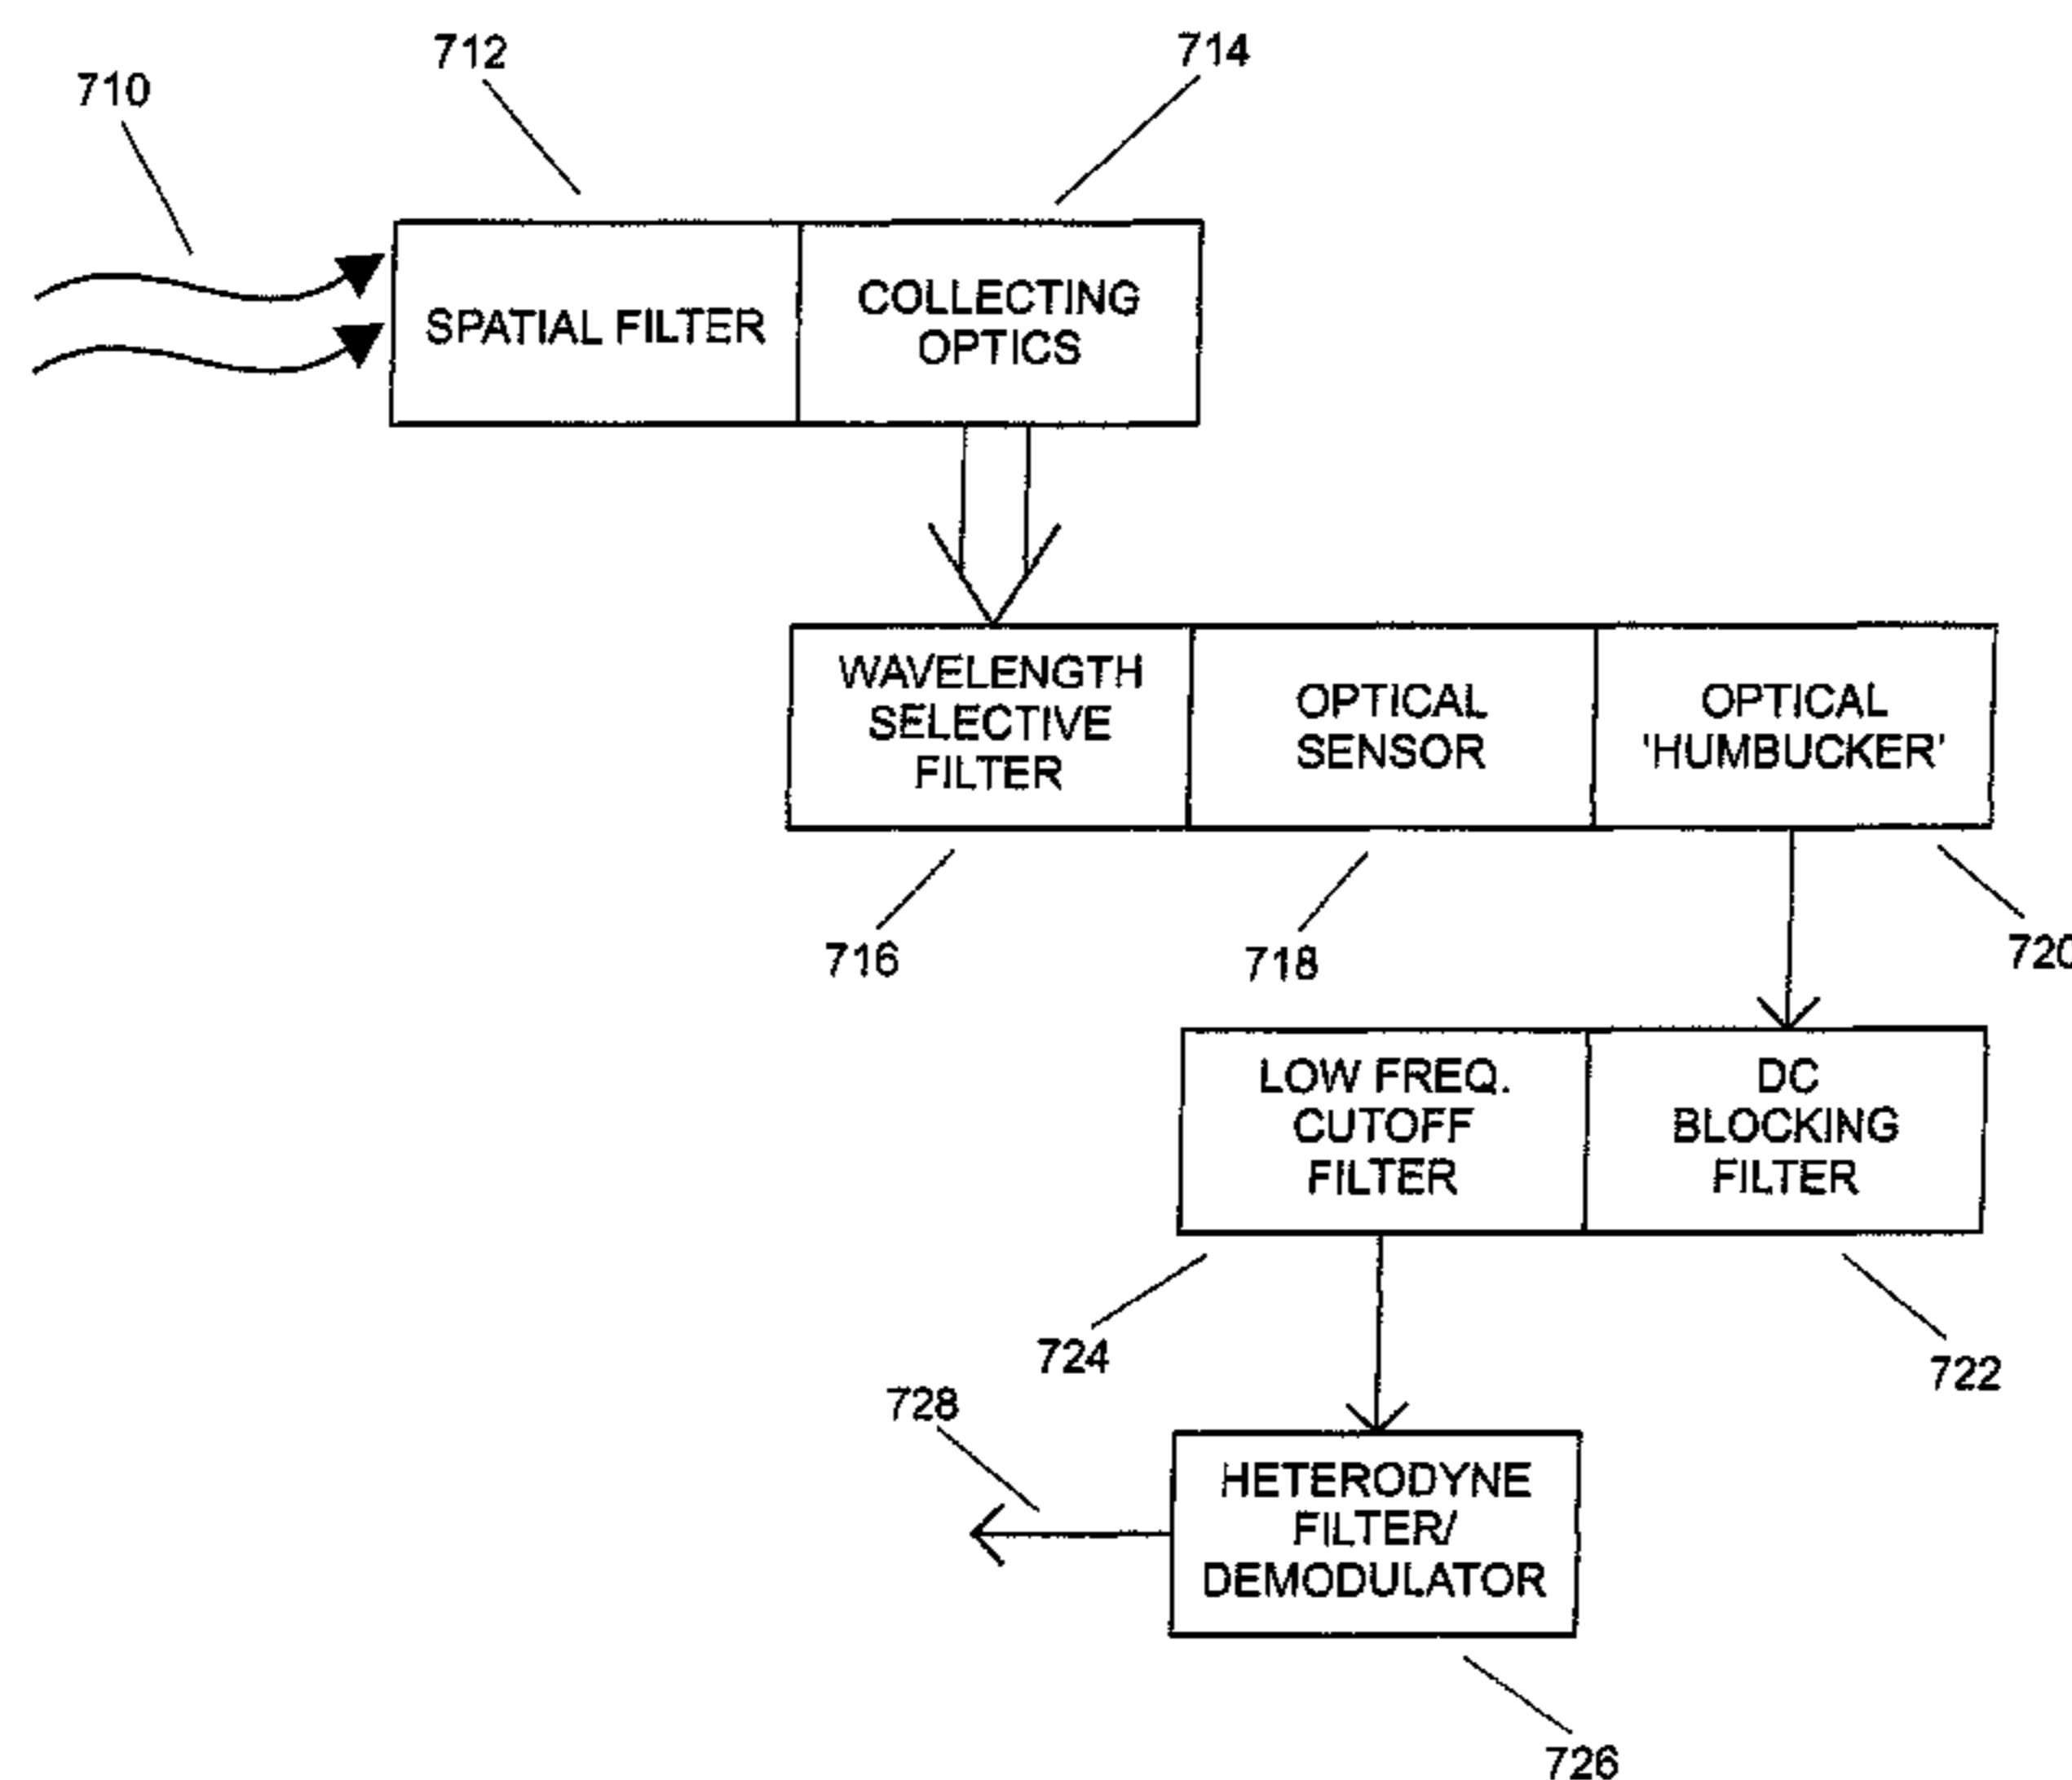 712
714
710
SPATIAL FILTER
COLLECTING
OPTICS
WAVELENGTH
SELECTIVE
FILTER
OPTICAL
SENSOR
OPTICAL
'HUMBUCKER'
716
718
720
LOW FREQ.
CUTOFF
FILTER
DC
BLOCKING
FILTER
724
722
728
HETERODYNE
FILTER/
DEMODULATOR
726